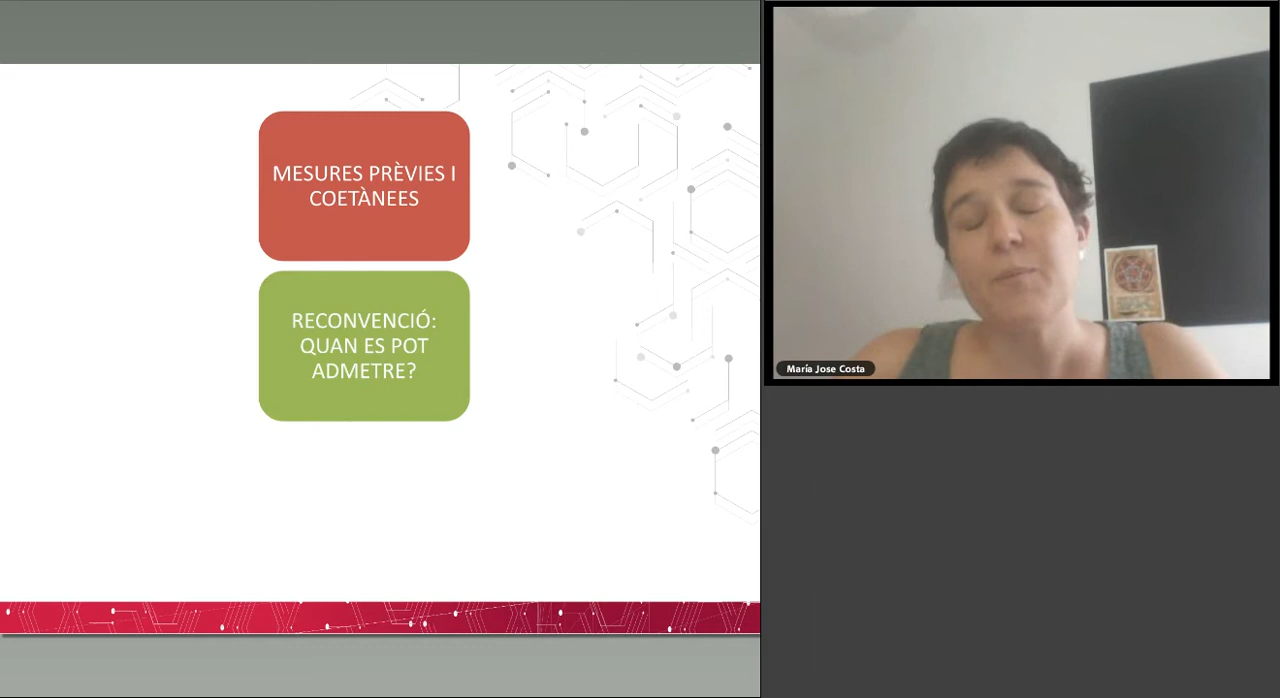 MESURES PRÈVIES I
COETÀNEES
RECONVENCIÓ:
QUAN ES POT
ADMETRE?
María Jose Costa